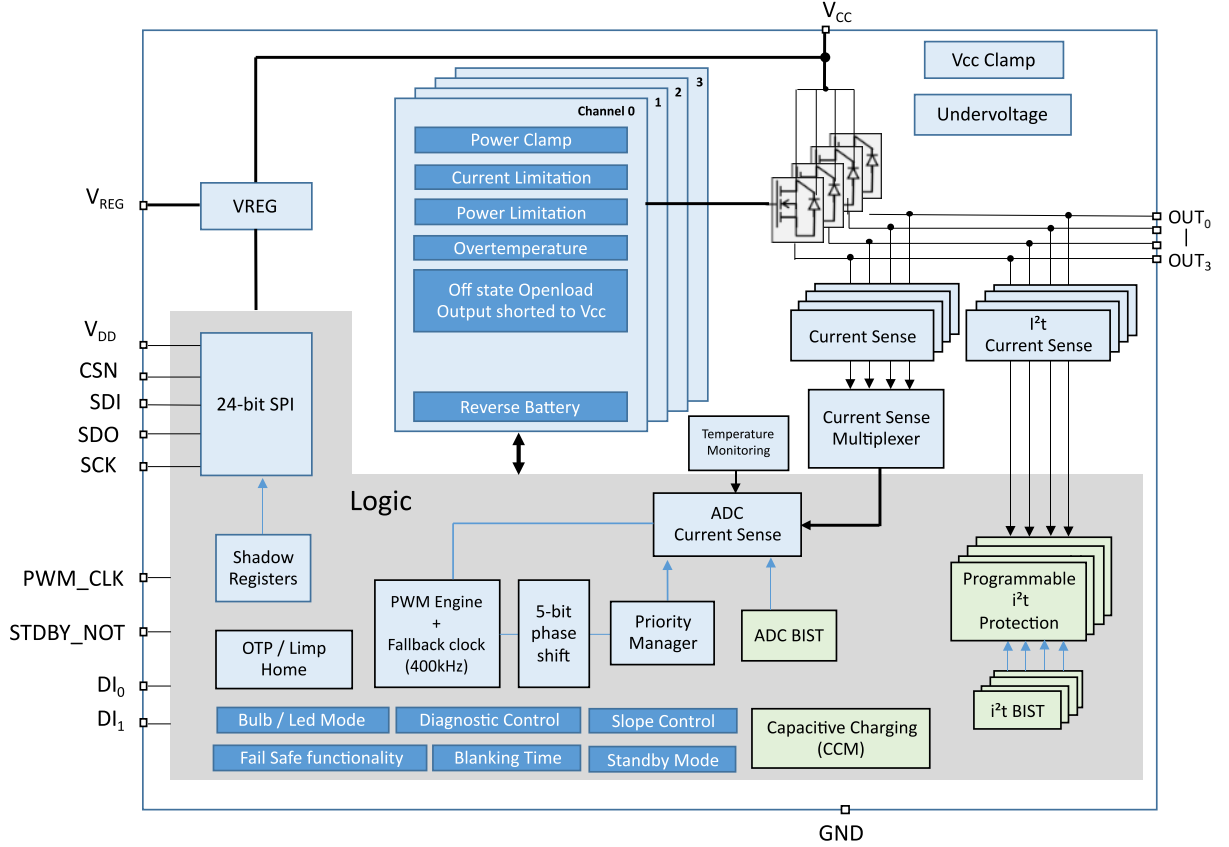 V_CC
Vcc Clamp
Undervoltage
3
2
1
Channel 0
Power Clamp
Current Limitation
Power Limitation
Overtemperature
Off state Openload
Output shorted to Vcc
Reverse Battery
V_REG
VREG
OUT₀
OUT₃
Current Sense
I²t
Current Sense
V_DD
CSN
SDI
SDO
SCK
24-bit SPI
Current Sense
Multiplexer
Temperature
Monitoring
Logic
ADC
Current Sense
Shadow
Registers
PWM_CLK
STDBY_NOT
DI₀
DI₁
OTP / Limp
Home
PWM Engine
+
Fallback clock
(400kHz)
5-bit
phase
shift
Priority
Manager
ADC BIST
Programmable
i²t
Protection
i²t BIST
Bulb / Led Mode
Diagnostic Control
Slope Control
Fail Safe functionality
Blanking Time
Standby Mode
Capacitive Charging
(CCM)
GND